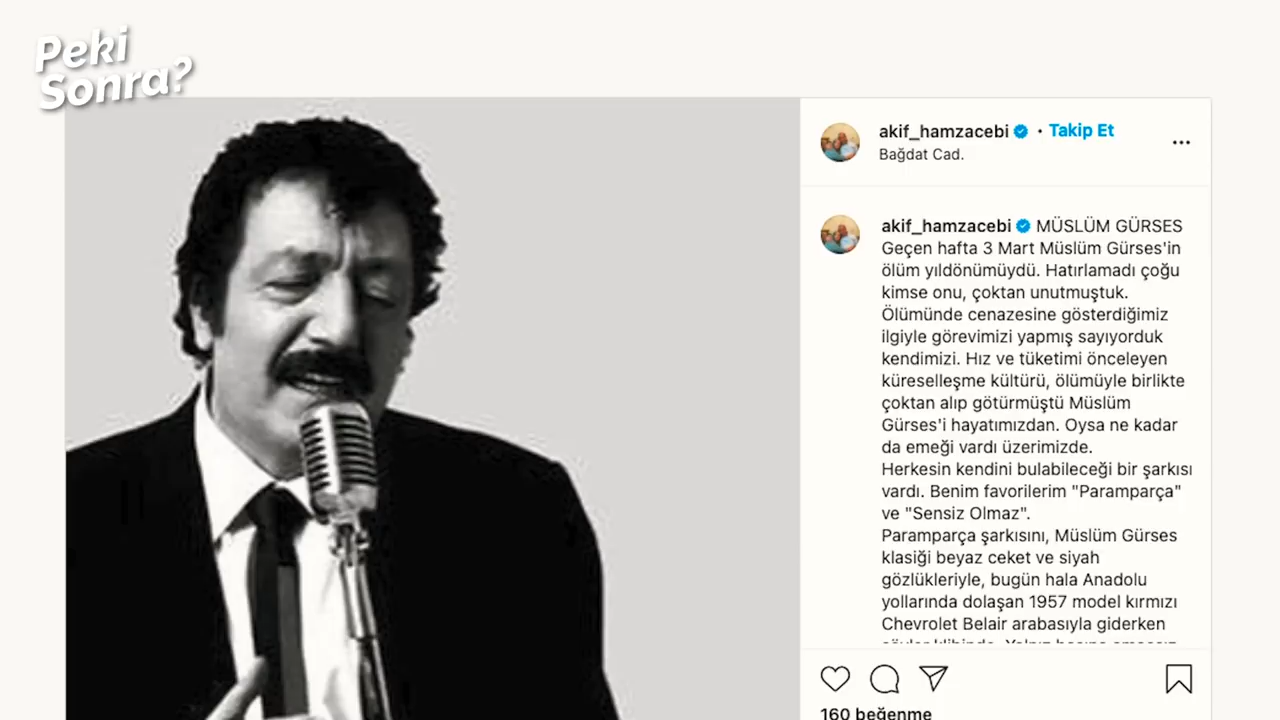 Peki
Sonra?
akif_hamzacebi • Takip Et
Bağdat Cad.
akif_hamzacebi MÜSLÜM GÜRSES
Geçen hafta 3 Mart Müslüm Gürses'in
ölüm yıldönümüydü. Hatırlamadı çoğu
kimse onu, çoktan unutmuştuk.
Ölümünde cenazesine gösterdiğimiz
ilgiyle görevimizi yapmış sayıyorduk
kendimizi. Hız ve tüketimi önceleyen
küreselleşme kültürü, ölümüyle birlikte
çoktan alıp götürmüştü Müslüm
Gürses'i hayatımızdan. Oysa ne kadar
da emeği vardı üzerimizde.
Herkesin kendini bulabileceği bir şarkısı
vardı. Benim favorilerim "Paramparça"
ve "Sensiz Olmaz".
Paramparça şarkısını, Müslüm Gürses
klasiği beyaz ceket ve siyah
gözlükleriyle, bugün hala Anadolu
yollarında dolaşan 1957 model kırmızı
Chevrolet Belair arabasıyla giderken
160 beğenme